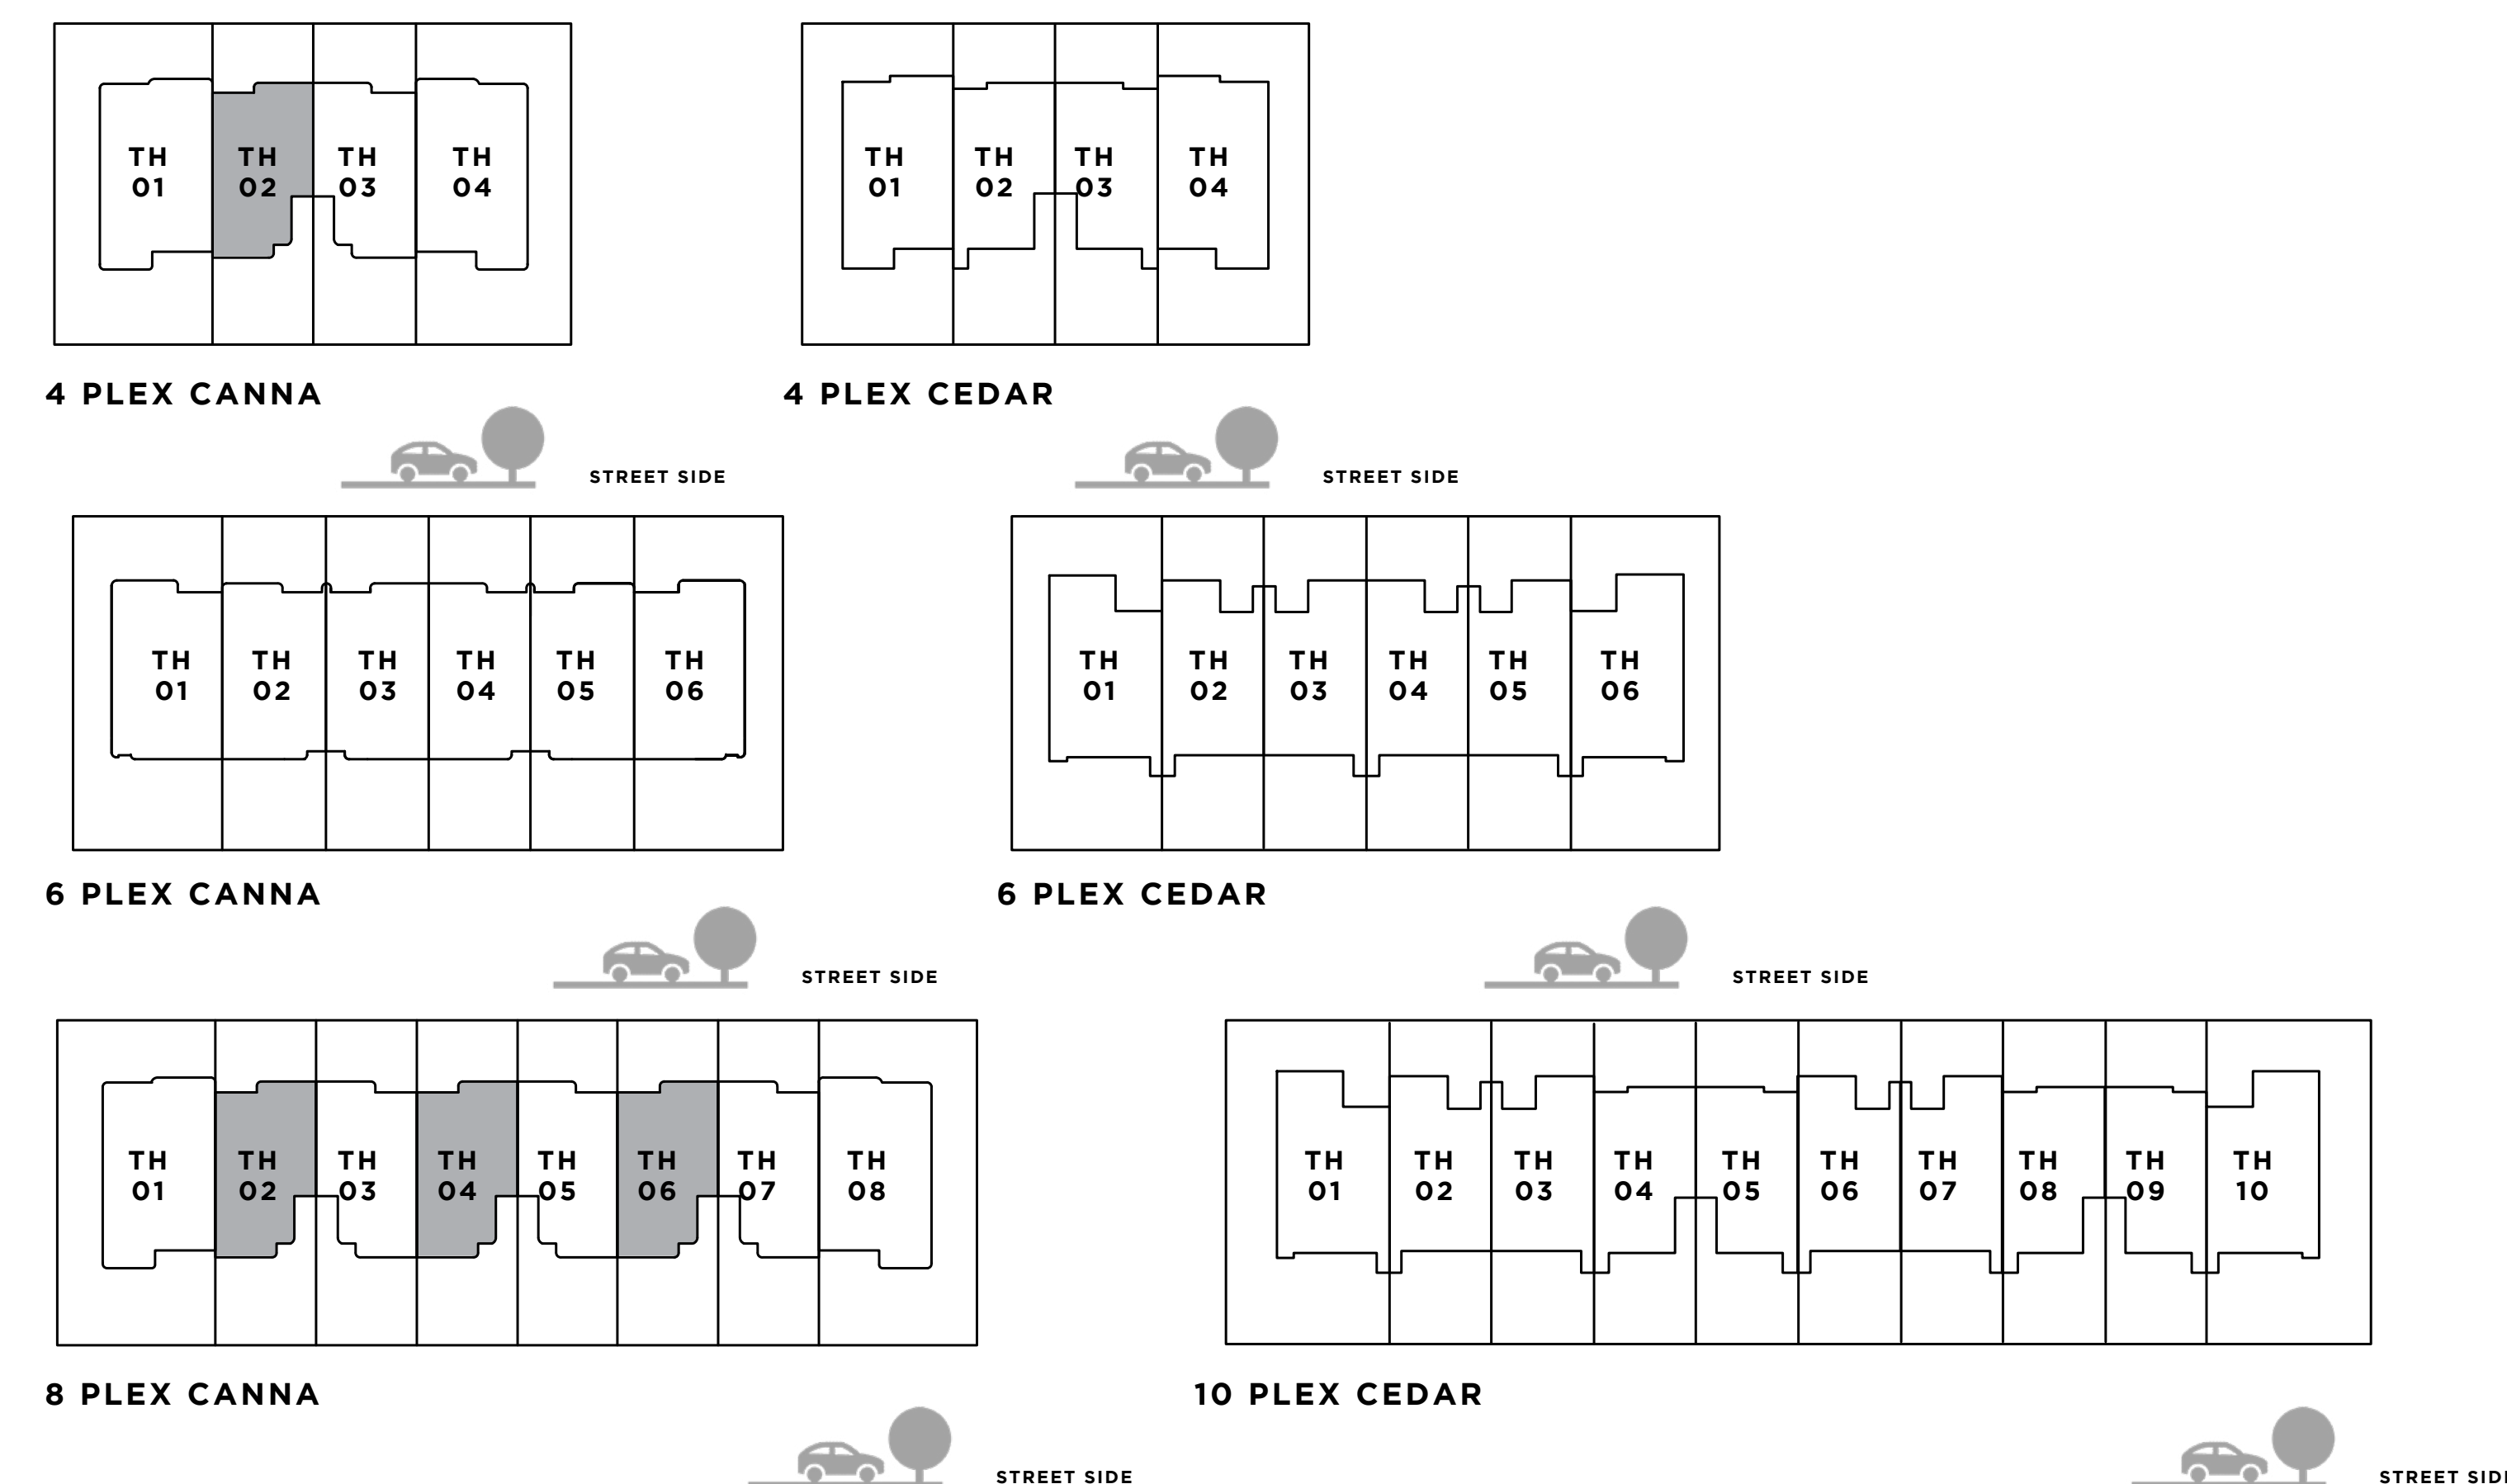 TH TH TH TH
01 02 03 04
4 PLEX CANNA
STREET SIDE
TH TH TH TH
01 02 03 04
4 PLEX CEDAR
STREET SIDE
TH TH TH TH TH TH
01 02 03 04 05 06
6 PLEX CANNA
STREET SIDE
TH TH TH TH TH TH
01 02 03 04 05 06
6 PLEX CEDAR
STREET SIDE
TH TH TH TH TH TH TH TH
01 02 03 04 05 06 07 08
8 PLEX CANNA
STREET SIDE
TH TH TH TH TH TH TH TH TH TH
01 02 03 04 05 06 07 08 09 10
10 PLEX CEDAR
STREET SIDE